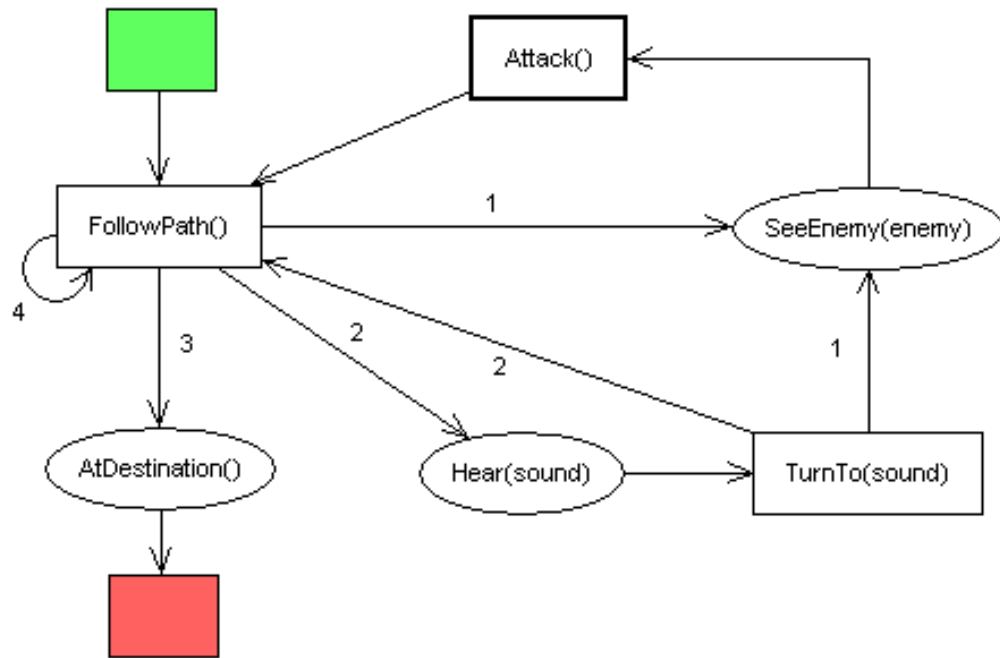 Attack()
FollowPath()
1
SeeEnemy(enemy)
4
3
2
2
1
AtDestination()
Hear(sound)
TurnTo(sound)